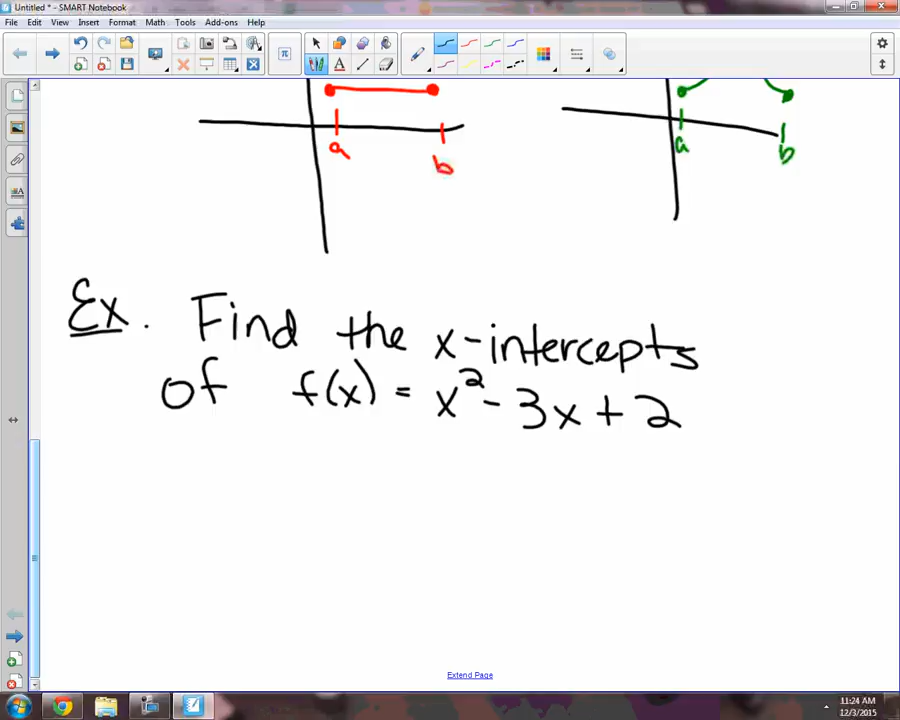 Untitled * - SMART Notebook
File Edit View Insert Format Math Tools Add-ons Help
a
b
a
b
Ex. Find the x-intercepts
of f(x) = x² - 3x + 2
Extend Page
11:24 AM
12/3/2015